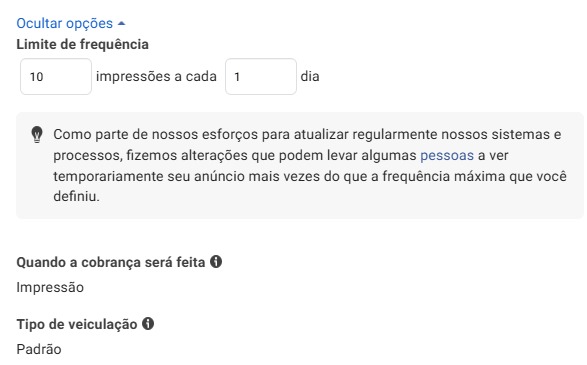 Ocultar opções
Limite de frequência
10 impressões a cada 1 dia
Como parte de nossos esforços para atualizar regularmente nossos sistemas e
processos, fizemos alterações que podem levar algumas pessoas a ver
temporariamente seu anúncio mais vezes do que a frequência máxima que você
definiu.
Quando a cobrança será feita
Impressão
Tipo de veiculação
Padrão